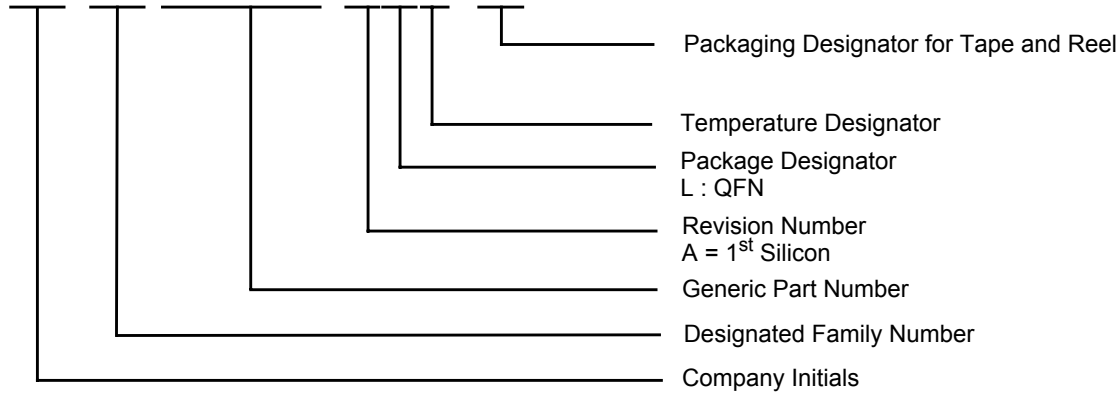 Packaging Designator for Tape and Reel
Temperature Designator
Package Designator
L : QFN
Revision Number
A = 1st Silicon
Generic Part Number
Designated Family Number
Company Initials